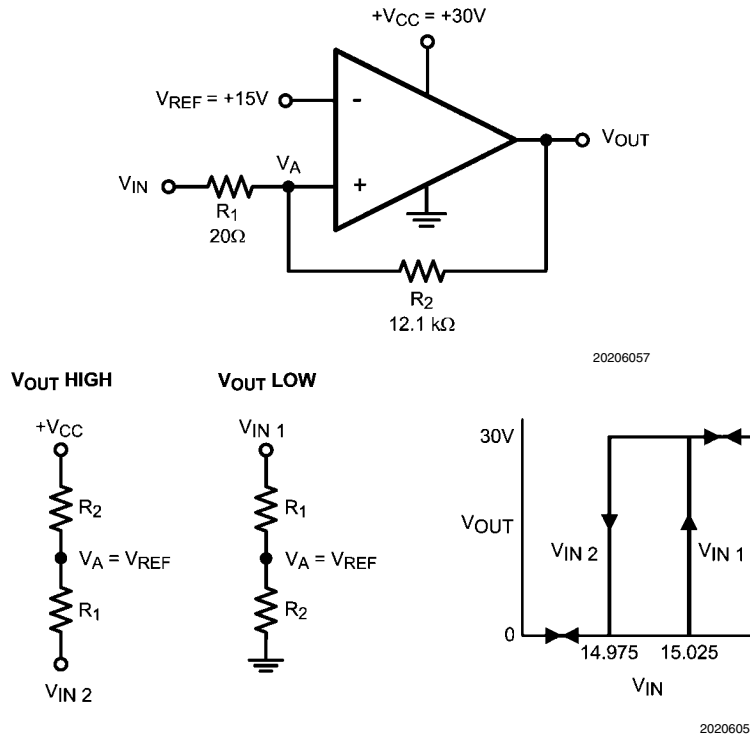 +VCC = +30V
VREF = +15V
-
VOUT
VA
VIN
+
R1
20Ω
R2
12.1 kΩ
20206057
VOUT HIGH
VOUT LOW
+VCC
VIN 1
R2
R1
VA = VREF
VA = VREF
R1
R2
VIN 2
30V
VOUT
VIN 2
VIN 1
0
14.975
15.025
VIN